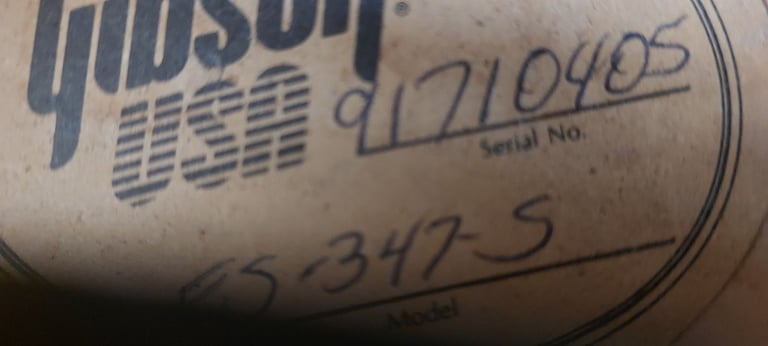 Gibson ®
USA
91710405
Serial No.
ES-347-S
Model